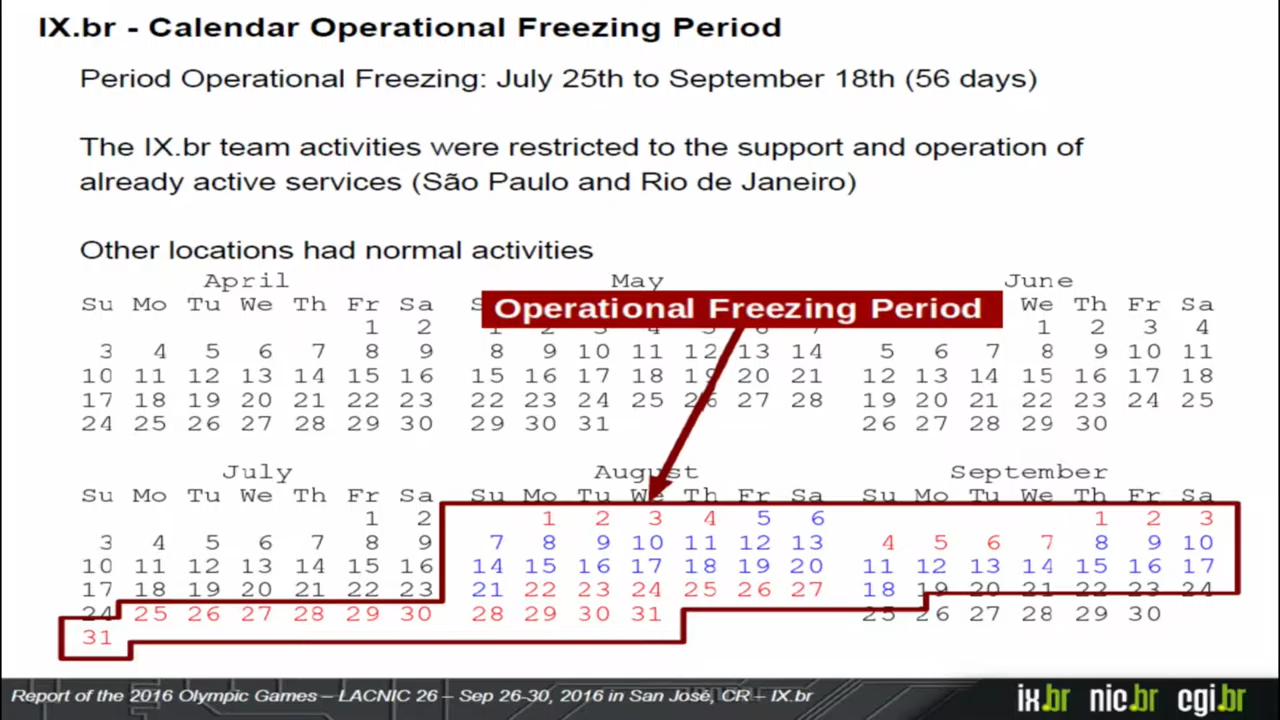 IX.br - Calendar Operational Freezing Period
Period Operational Freezing: July 25th to September 18th (56 days)
The IX.br team activities were restricted to the support and operation of
already active services (São Paulo and Rio de Janeiro)
Other locations had normal activities
April May June
Operational Freezing Period
Su Mo Tu We Th Fr Sa We Th Fr Sa
1 2 1 2 3 4 5 6 7 1 2 3 4
3 4 5 6 7 8 9 8 9 10 11 12 13 14 5 6 7 8 9 10 11
10 11 12 13 14 15 16 15 16 17 18 19 20 21 12 13 14 15 16 17 18
17 18 19 20 21 22 23 22 23 24 25 26 27 28 19 20 21 22 23 24 25
24 25 26 27 28 29 30 29 30 31 26 27 28 29 30
July August September
Su Mo Tu We Th Fr Sa Su Mo Tu We Th Fr Sa Su Mo Tu We Th Fr Sa
1 2 1 2 3 4 5 6 1 2 3
3 4 5 6 7 8 9 7 8 9 10 11 12 13 4 5 6 7 8 9 10
10 11 12 13 14 15 16 14 15 16 17 18 19 20 11 12 13 14 15 16 17
17 18 19 20 21 22 23 21 22 23 24 25 26 27 18 19 20 21 22 23 24
24 25 26 27 28 29 30 28 29 30 31 25 26 27 28 29 30
31
Report of the 2016 Olympic Games – LACNIC 26 – Sep 26-30, 2016 in San José, CR – IX.br
ix.br nic.br cgi.br